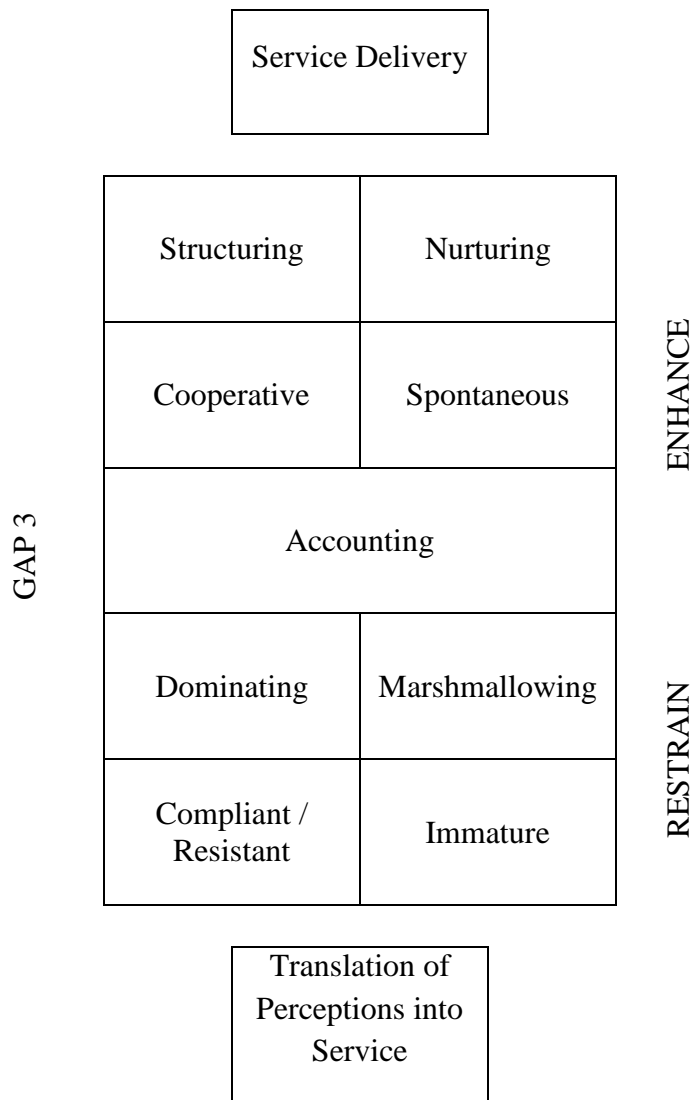 Service Delivery
Structuring
Nurturing
ENHANCE
Cooperative
Spontaneous
GAP 3
Accounting
Dominating
Marshmallowing
RESTRAIN
Compliant /
Resistant
Immature
Translation of
Perceptions into
Service